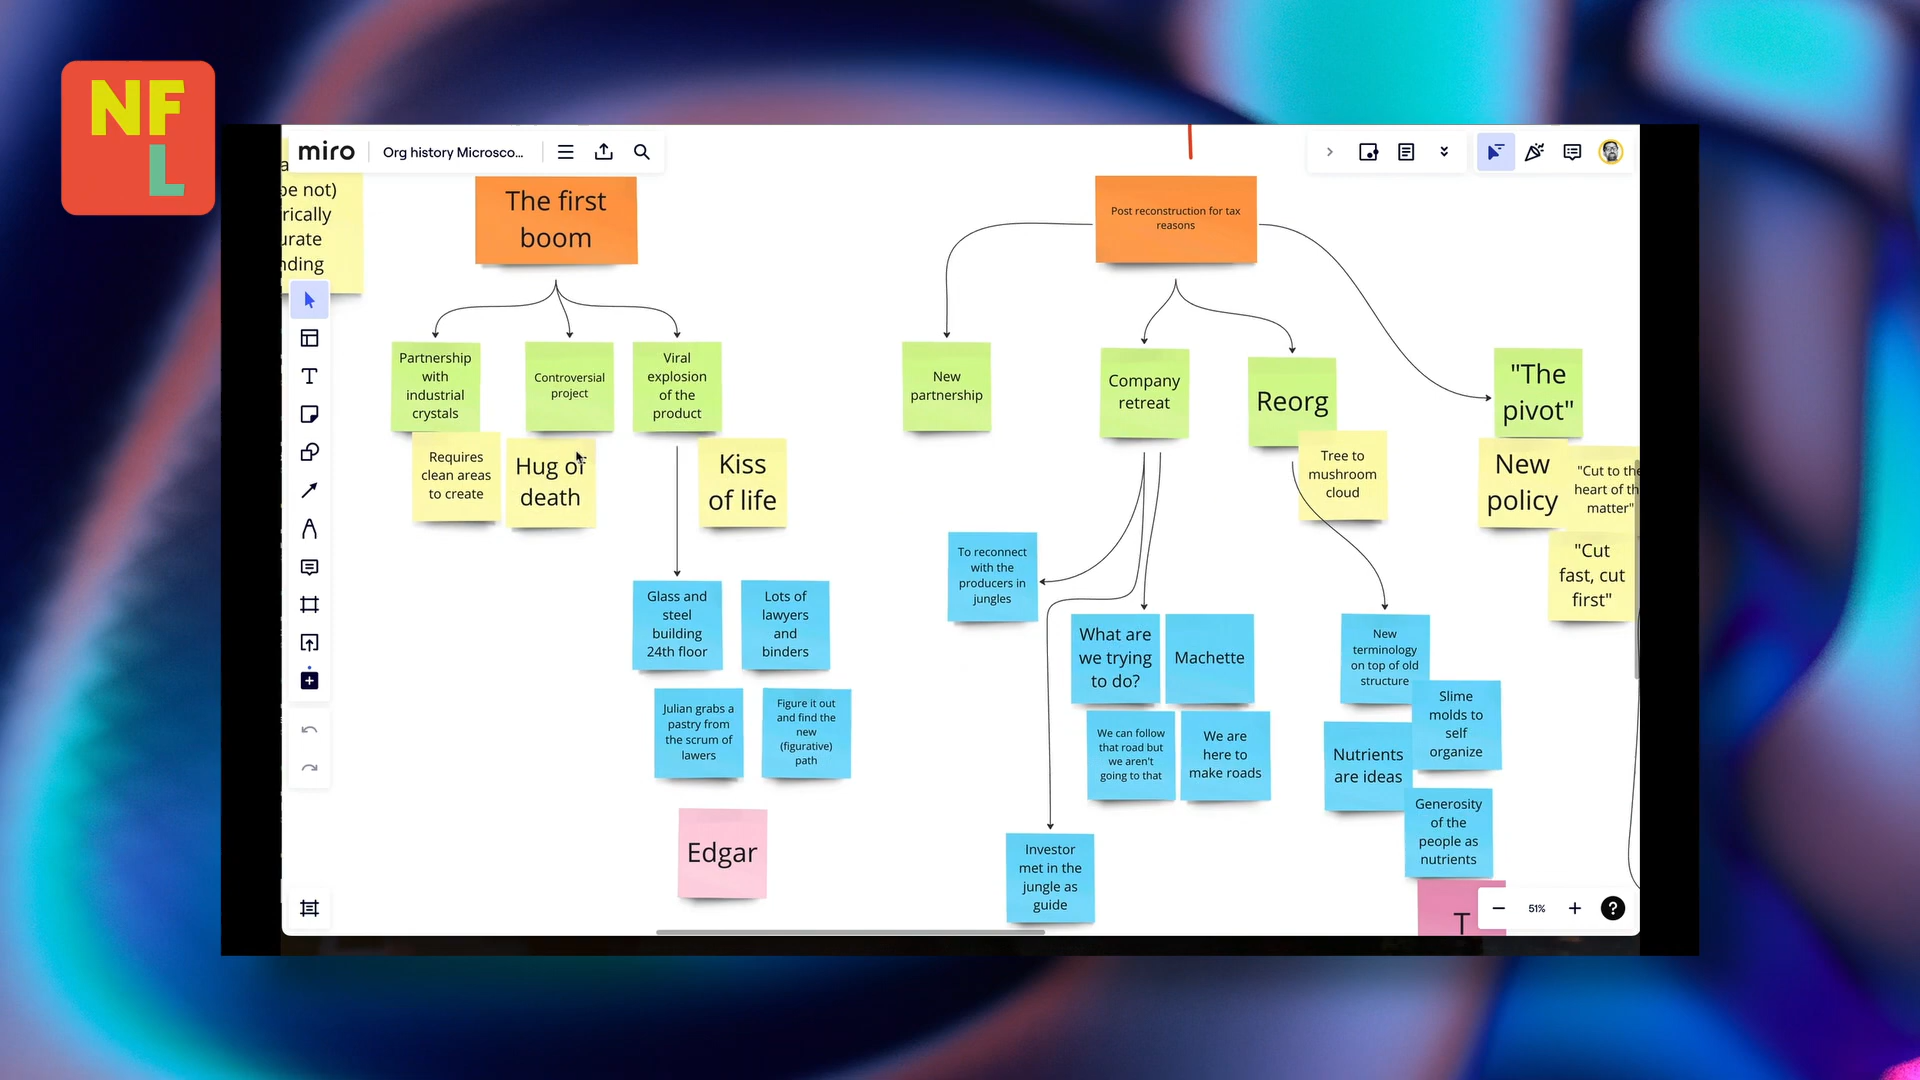 NF
L
miro
Org history Microsco...
a
be not)
rically
urate
nding
The first
boom
Post reconstruction for tax
reasons
Partnership
with
industrial
crystals
Controversial
project
Viral
explosion
of the
product
New
partnership
Company
retreat
Reorg
"The
pivot"
Requires
clean areas
to create
Hug of
death
Kiss
of life
Tree to
mushroom
cloud
New
policy
"Cut to the
heart of th
matter"
"Cut
fast, cut
first"
To reconnect
with the
producers in
jungles
Glass and
steel
building
24th floor
Lots of
lawyers
and
binders
What are
we trying
to do?
Machette
New
terminology
on top of old
structure
Julian grabs a
pastry from
the scrum of
lawers
Figure it out
and find the
new
(figurative)
path
We can follow
that road but
we aren't
going to that
We are
here to
make roads
Nutrients
are ideas
Slime
molds to
self
organize
Generosity
of the
people as
nutrients
Edgar
Investor
met in the
jungle as
guide
T
51%